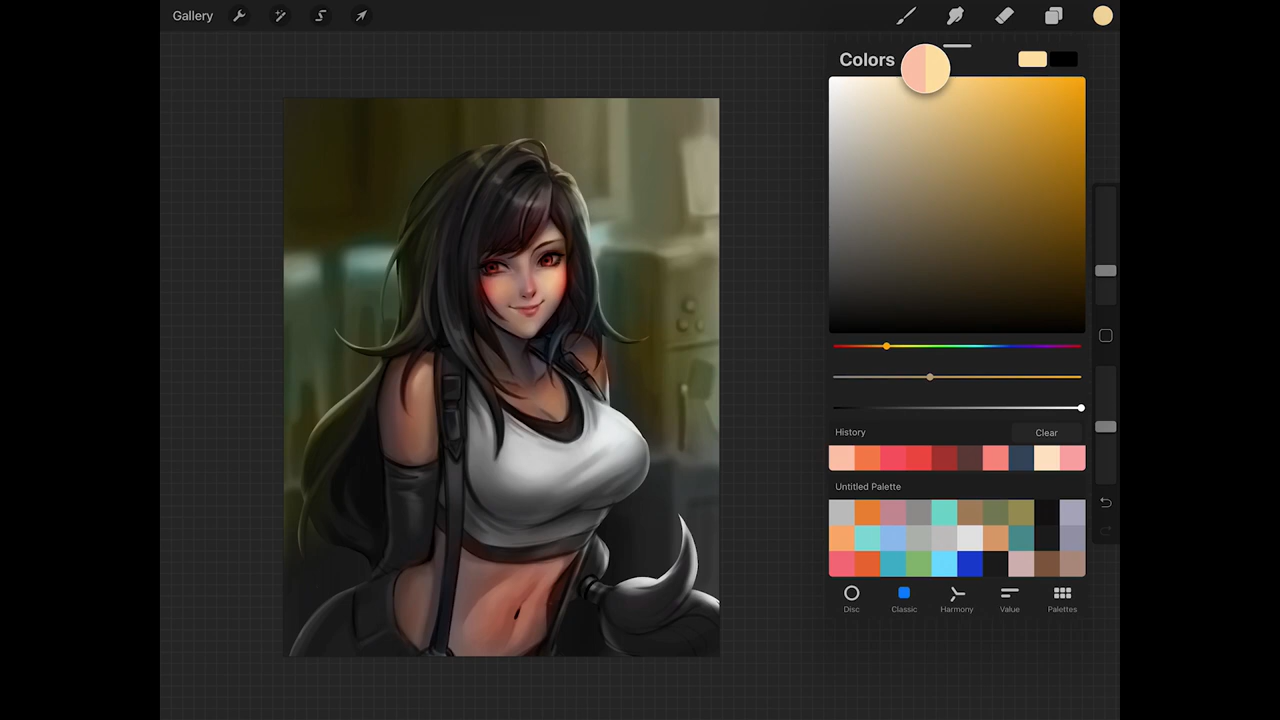 Gallery
Colors
History
Clear
Untitled Palette
Disc
Classic
Harmony
Value
Palettes